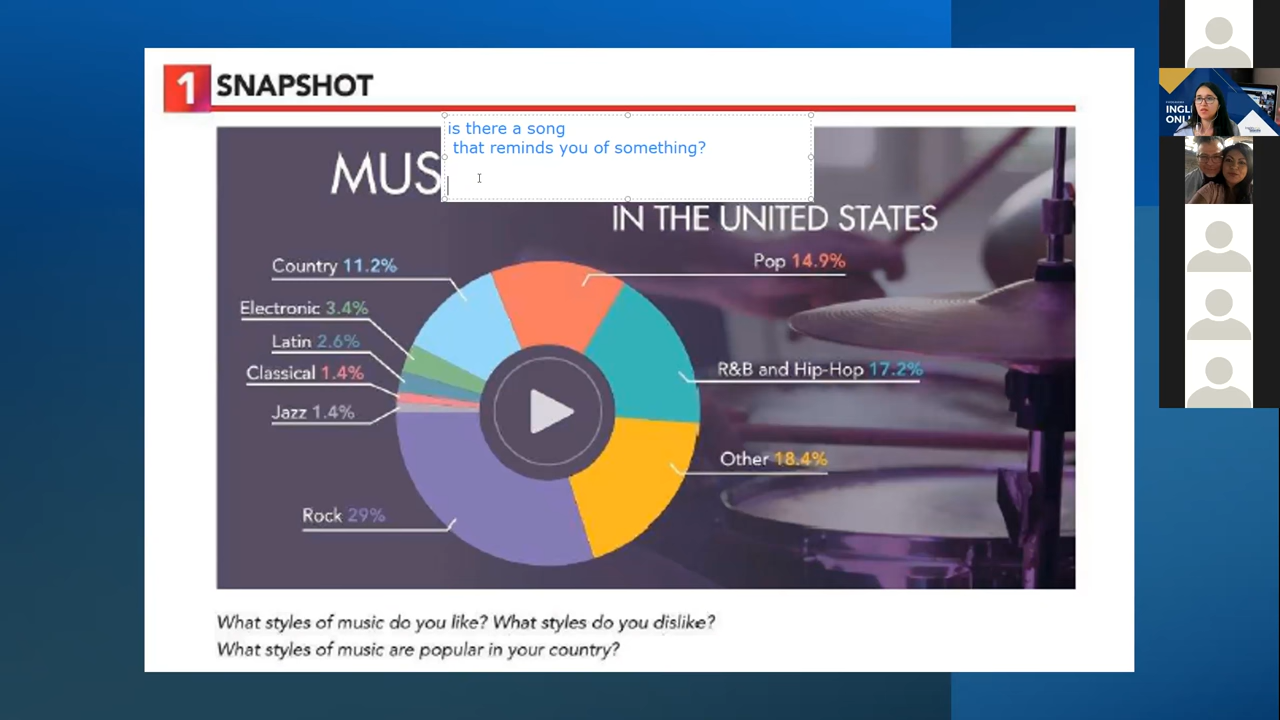 1 SNAPSHOT
is there a song
that reminds you of something?
MUS
IN THE UNITED STATES
Country 11.2%
Pop 14.9%
Electronic 3.4%
Latin 2.6%
Classical 1.4%
R&B and Hip-Hop 17.2%
Jazz 1.4%
Other 18.4%
Rock 29%
What styles of music do you like? What styles do you dislike?
What styles of music are popular in your country?
INGL
ONL